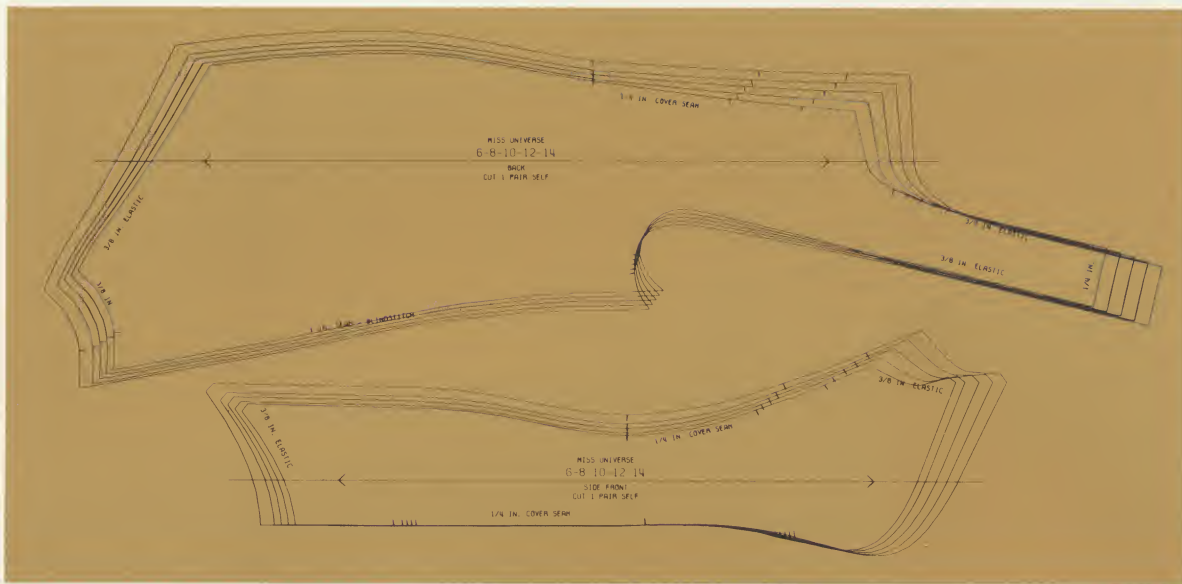 3/8 IN. COVER SEAM
MISS UNIVERSE
6-8-10-12-14
BACK
CUT 1 PAIR SELF
3/8 IN. ELASTIC
3/8 IN. ELASTIC
3/8 IN. ELASTIC
1/4 IN.
3/8 IN
BLINDSTITCH
3/8 IN. ELASTIC
3/8 IN. ELASTIC
1/4 IN. COVER SEAM
MISS UNIVERSE
6-8 10-12 14
SIDE FRONT
CUT 1 PAIR SELF
1/4 IN. COVER SEAM